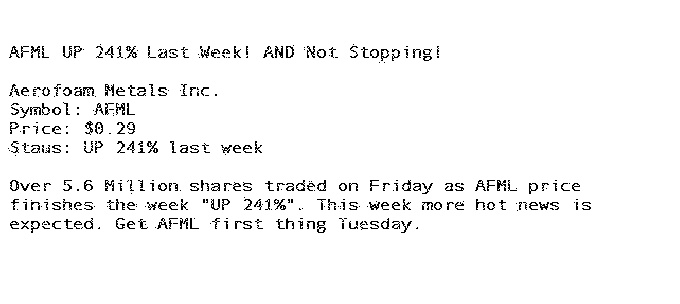 AFML UP 241% Last Week! AND Not Stopping!
Aerofoam Metals Inc.
Symbol: AFML
Price: $0.29
Staus: UP 241% last week
Over 5.6 Million shares traded on Friday as AFML price
finishes the week "UP 241%". This week more hot news is
expected. Get AFML first thing Tuesday.